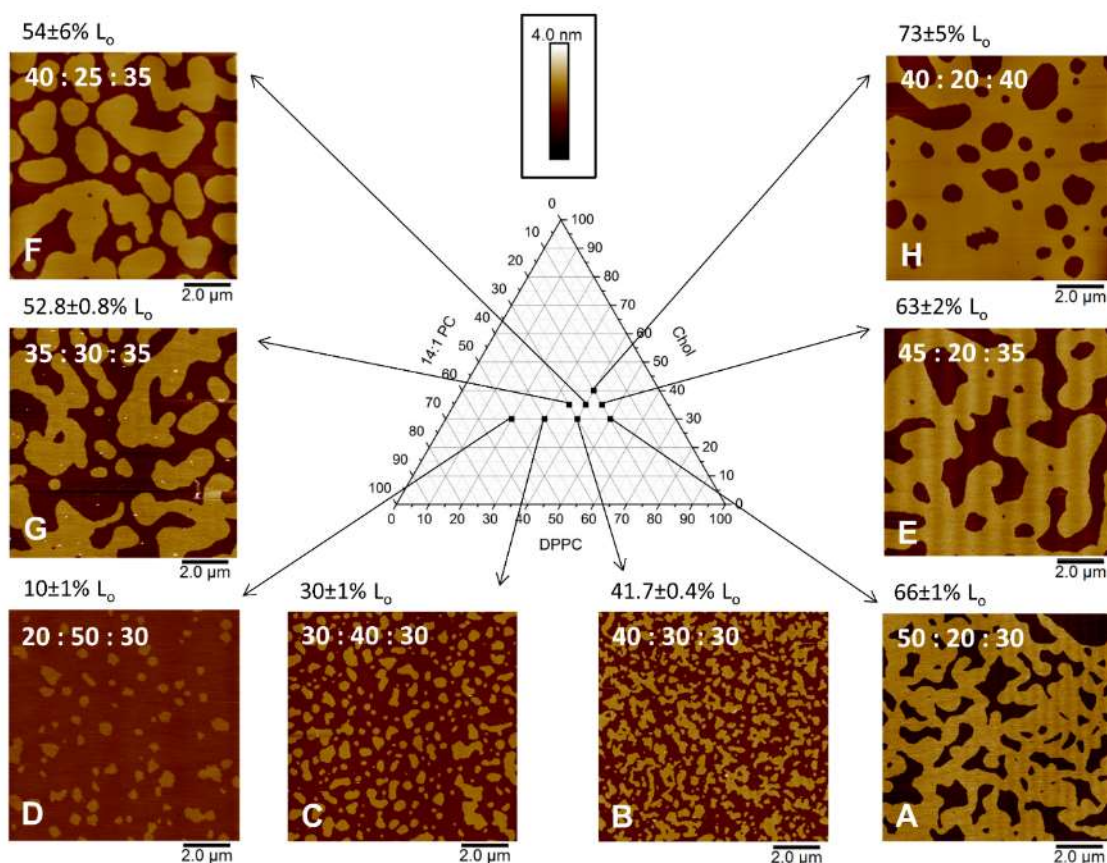 54±6% Lo
40 : 25 : 35
F
2.0 μm
4.0 nm
73±5% Lo
40 : 20 : 40
H
2.0 μm
52.8±0.8% Lo
35 : 30 : 35
G
2.0 μm
63±2% Lo
45 : 20 : 35
E
2.0 μm
14:1 PC
0
10
20
30
40
50
60
70
80
90
100
Chol
100
90
80
70
60
50
40
30
20
10
0
0 10 20 30 40 50 60 70 80 90 100
DPPC
10±1% Lo
20 : 50 : 30
D
2.0 μm
30±1% Lo
30 : 40 : 30
C
2.0 μm
41.7±0.4% Lo
40 : 30 : 30
B
2.0 μm
66±1% Lo
50 : 20 : 30
A
2.0 μm